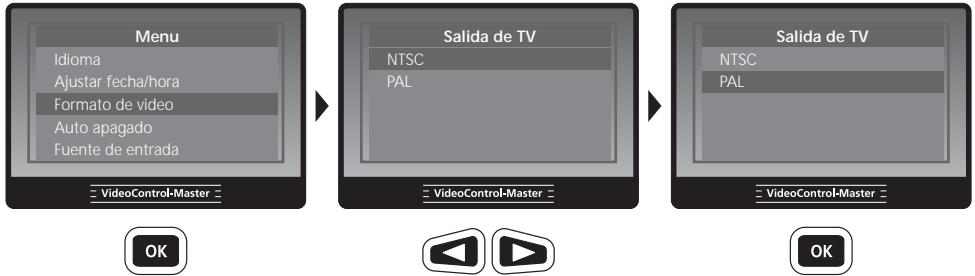 Menu
Idioma
Ajustar fecha/hora
Formato de video
Auto apagado
Fuente de entrada
VideoControl-Master
OK
Salida de TV
NTSC
PAL
VideoControl-Master
Salida de TV
NTSC
PAL
VideoControl-Master
OK